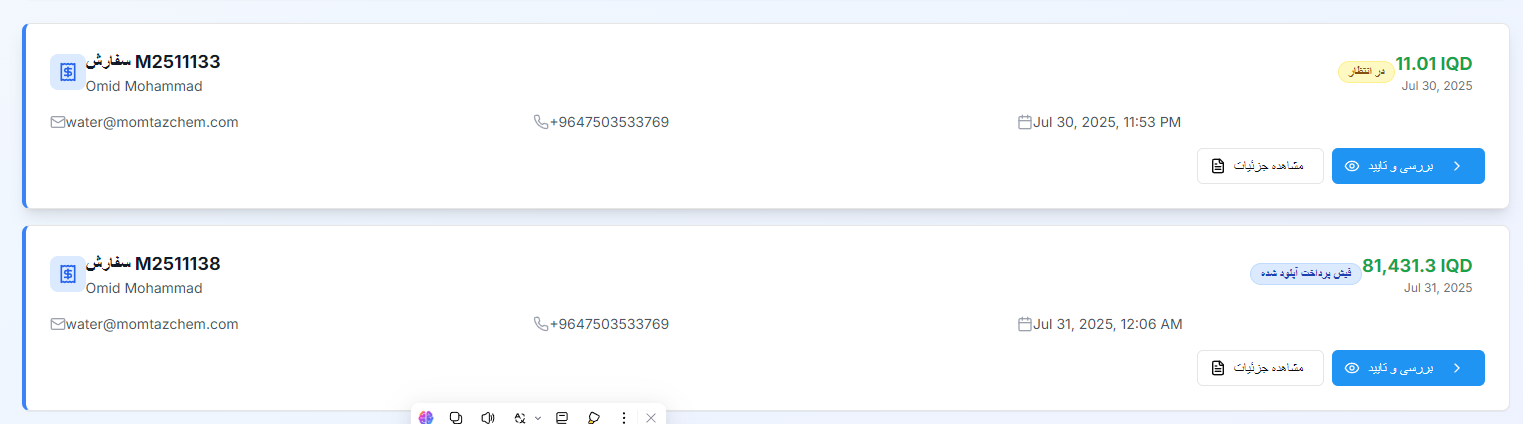 سفارش M2511133
Omid Mohammad
در انتظار
11.01 IQD
Jul 30, 2025
water@momtazchem.com
+9647503533769
Jul 30, 2025, 11:53 PM
مشاهده جزئیات
بررسی و تایید
سفارش M2511138
Omid Mohammad
فیش پرداخت آپلود شده
81,431.3 IQD
Jul 31, 2025
water@momtazchem.com
+9647503533769
Jul 31, 2025, 12:06 AM
مشاهده جزئیات
بررسی و تایید